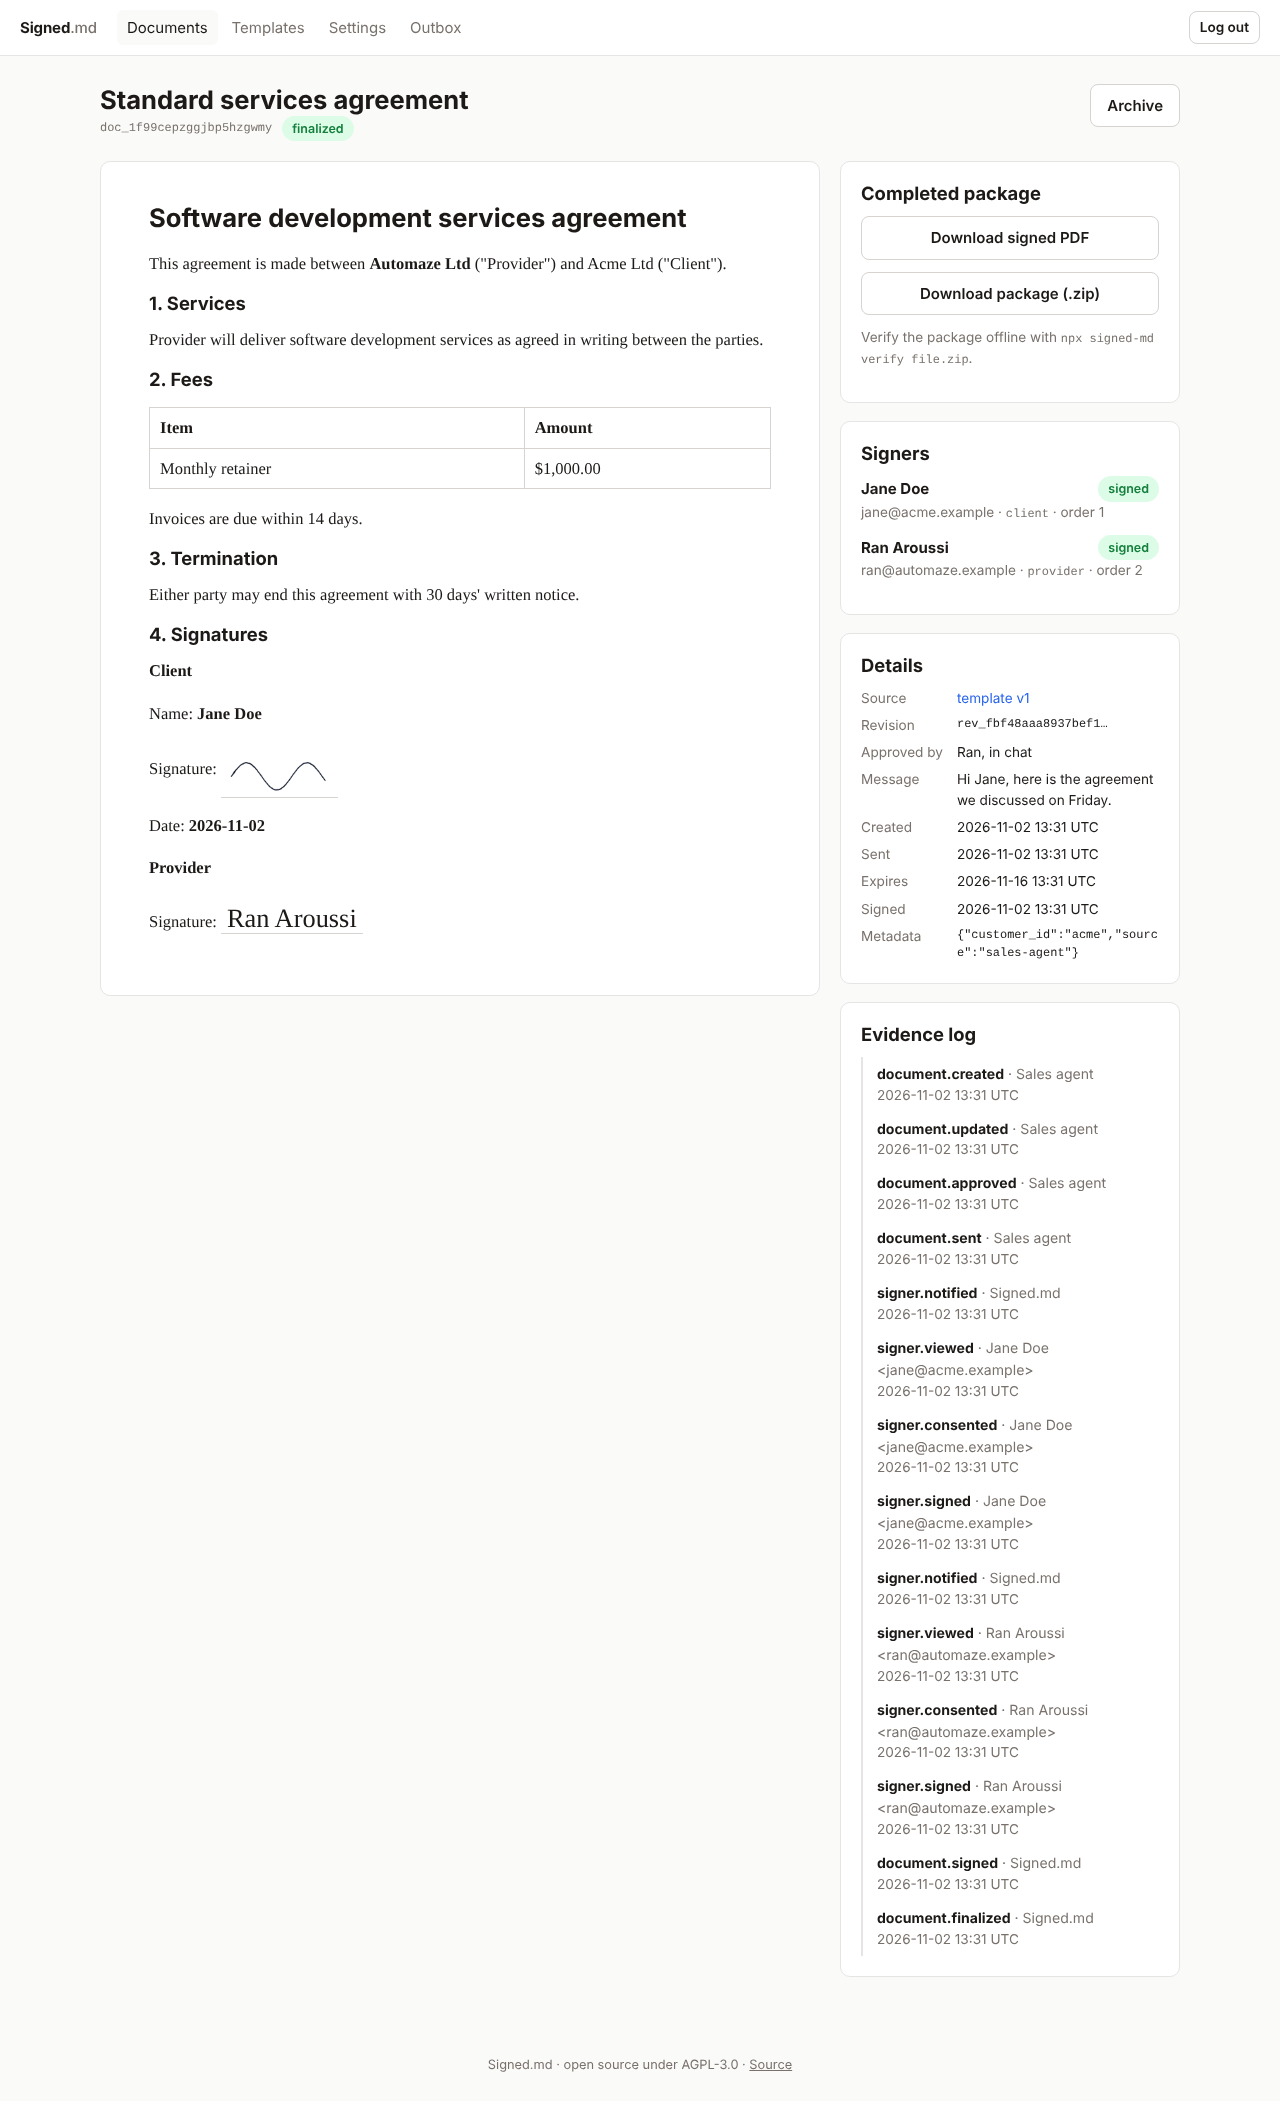 Signed.md Documents Templates Settings Outbox Log out
Standard services agreement
doc_1f99cepzggjbp5hzgwmy finalized
Archive
Software development services agreement
This agreement is made between Automaze Ltd ("Provider") and Acme Ltd ("Client").
1. Services
Provider will deliver software development services as agreed in writing between the parties.
2. Fees
Item Amount
Monthly retainer $1,000.00
Invoices are due within 14 days.
3. Termination
Either party may end this agreement with 30 days' written notice.
4. Signatures
Client
Name: Jane Doe
Signature:
Date: 2026-11-02
Provider
Signature: Ran Aroussi
Completed package
Download signed PDF
Download package (.zip)
Verify the package offline with npx signed-md
verify file.zip.
Signers
Jane Doe signed
jane@acme.example · client · order 1
Ran Aroussi signed
ran@automaze.example · provider · order 2
Details
Source template v1
Revision rev_fbf48aaa8937bef1…
Approved by Ran, in chat
Message Hi Jane, here is the agreement
we discussed on Friday.
Created 2026-11-02 13:31 UTC
Sent 2026-11-02 13:31 UTC
Expires 2026-11-16 13:31 UTC
Signed 2026-11-02 13:31 UTC
Metadata {"customer_id":"acme","sourc
e":"sales-agent"}
Evidence log
document.created · Sales agent
2026-11-02 13:31 UTC
document.updated · Sales agent
2026-11-02 13:31 UTC
document.approved · Sales agent
2026-11-02 13:31 UTC
document.sent · Sales agent
2026-11-02 13:31 UTC
signer.notified · Signed.md
2026-11-02 13:31 UTC
signer.viewed · Jane Doe
<jane@acme.example>
2026-11-02 13:31 UTC
signer.consented · Jane Doe
<jane@acme.example>
2026-11-02 13:31 UTC
signer.signed · Jane Doe
<jane@acme.example>
2026-11-02 13:31 UTC
signer.notified · Signed.md
2026-11-02 13:31 UTC
signer.viewed · Ran Aroussi
<ran@automaze.example>
2026-11-02 13:31 UTC
signer.consented · Ran Aroussi
<ran@automaze.example>
2026-11-02 13:31 UTC
signer.signed · Ran Aroussi
<ran@automaze.example>
2026-11-02 13:31 UTC
document.signed · Signed.md
2026-11-02 13:31 UTC
document.finalized · Signed.md
2026-11-02 13:31 UTC
Signed.md · open source under AGPL-3.0 · Source